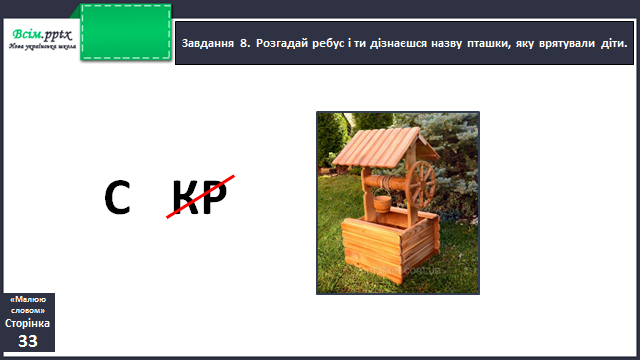 Всім.pptx
Нова українська школа
Завдання 8. Розгадай ребус і ти дізнаєшся назву пташки, яку врятували діти.
С КР
«Малюю
словом»
Сторінка
33